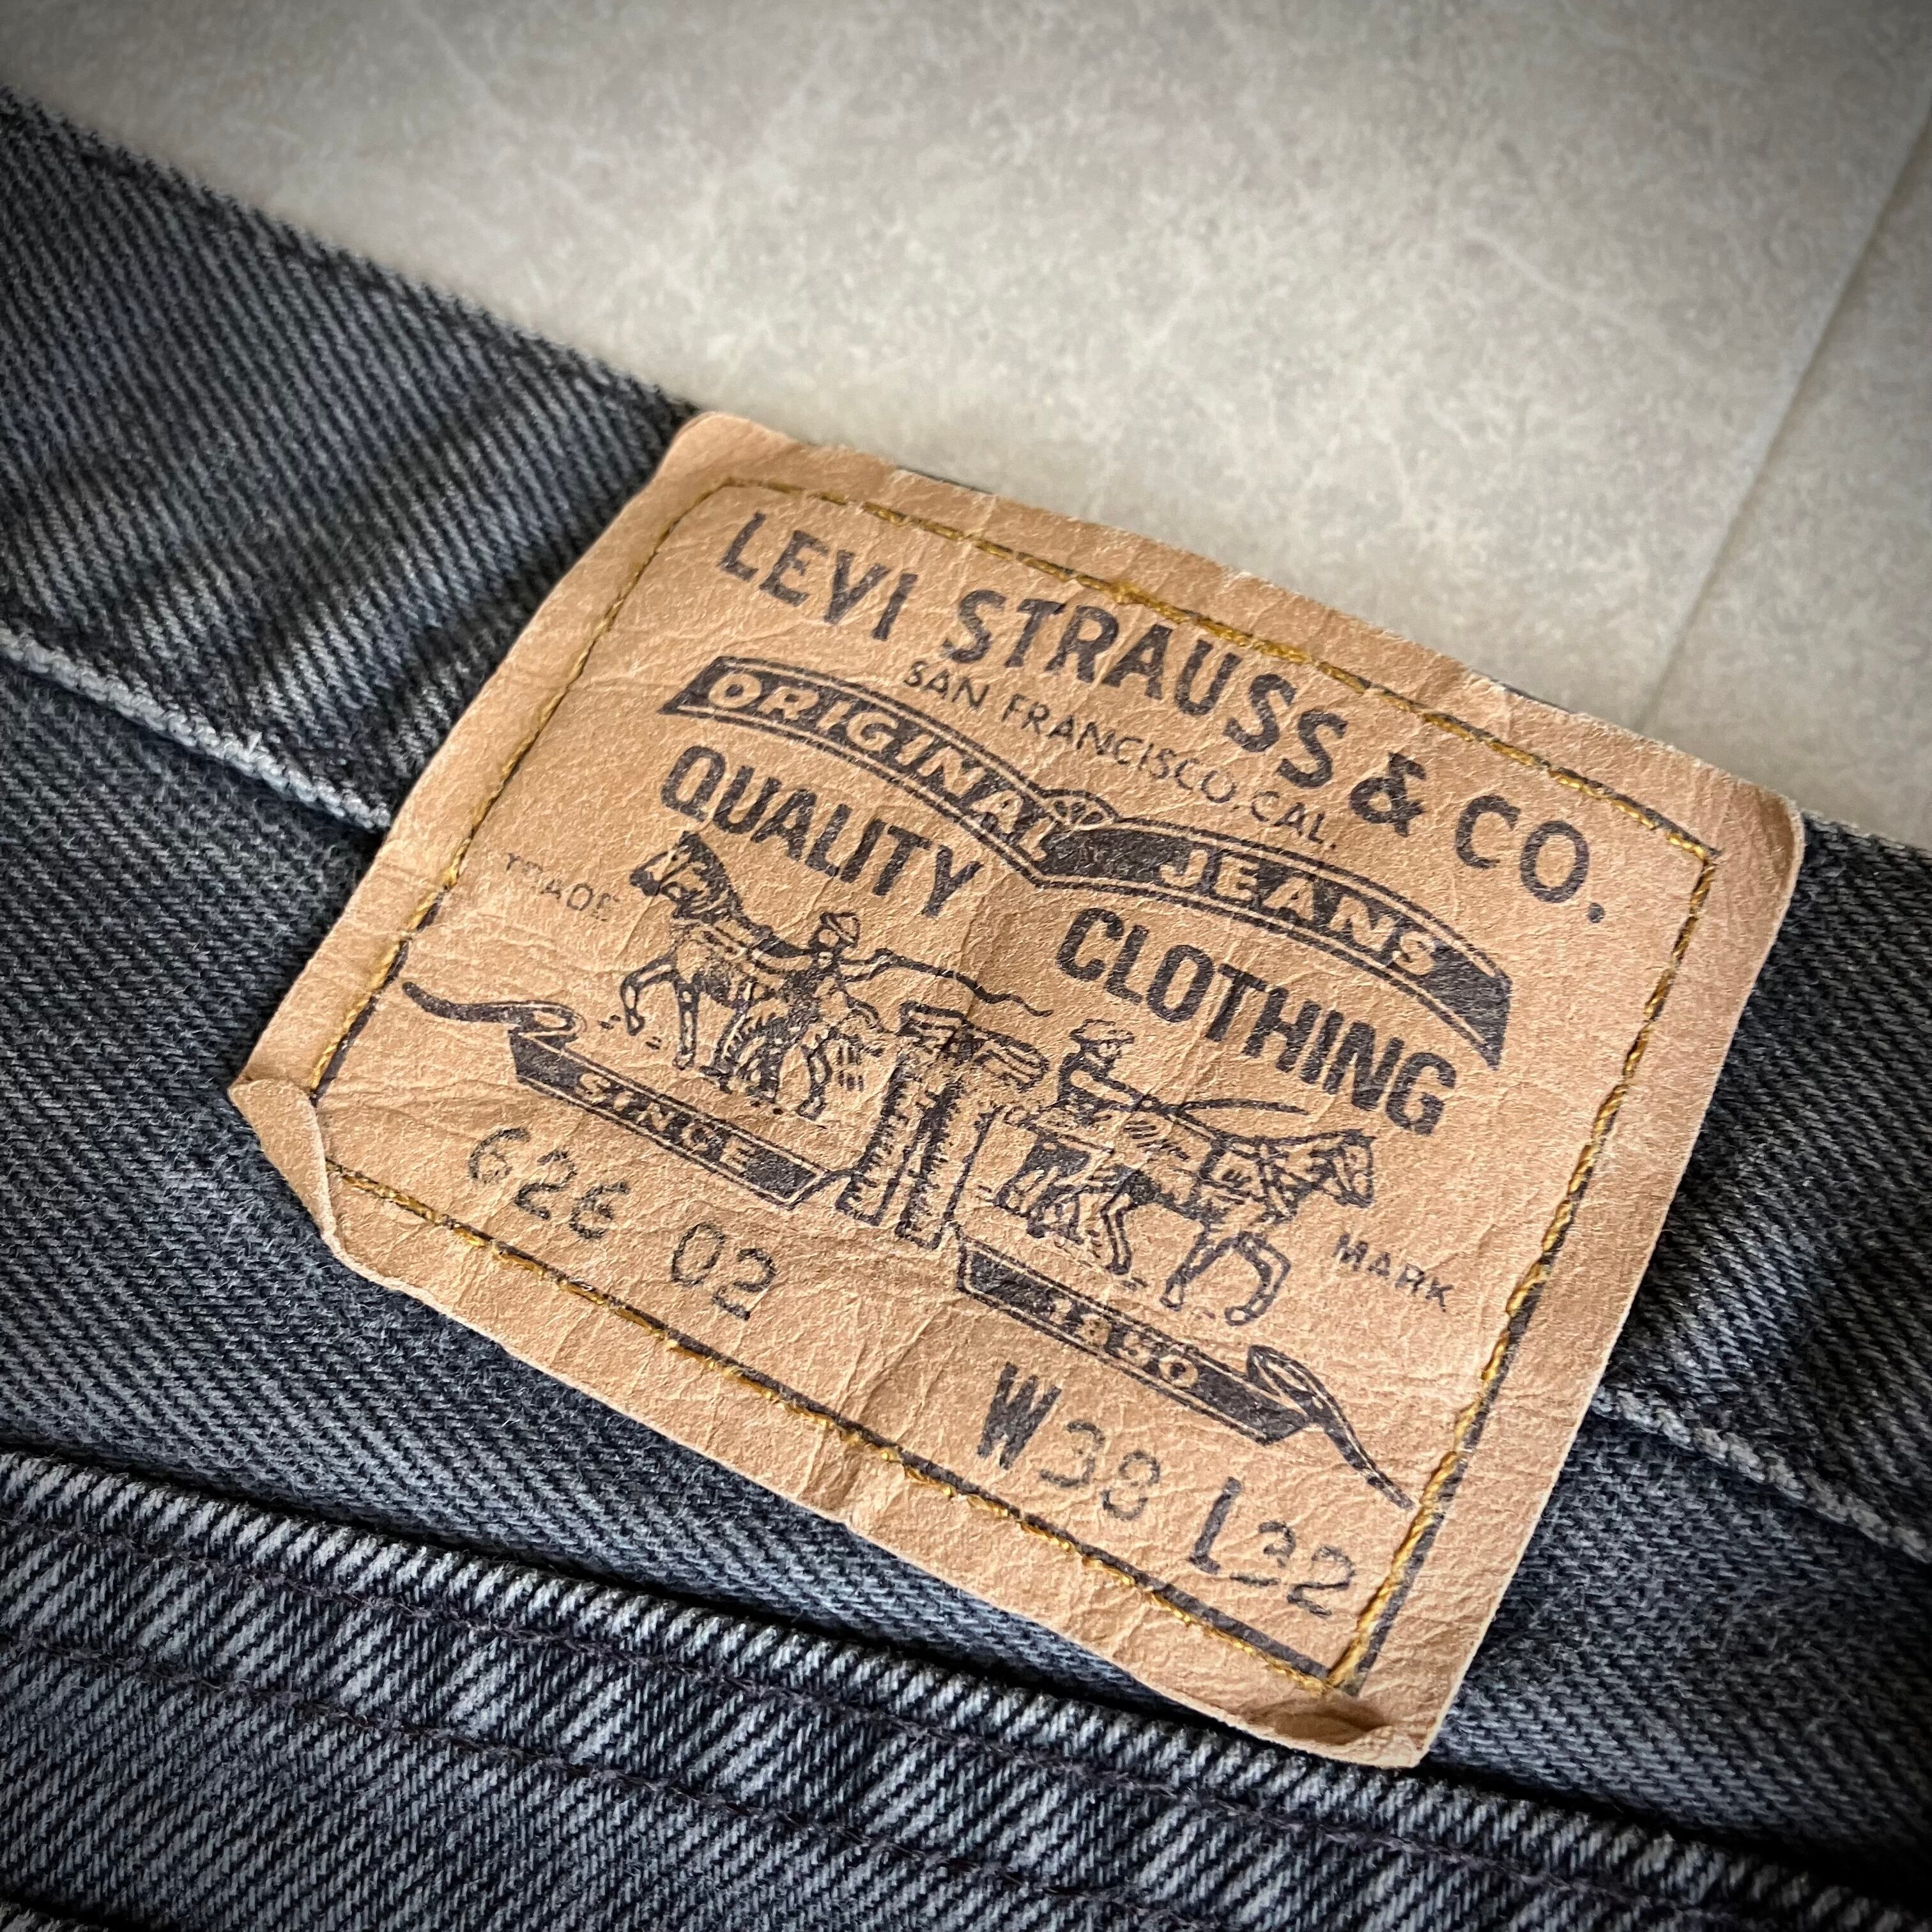 LEVI STRAUSS & CO.
SAN FRANCISCO, CAL.
ORIGINAL JEANS
QUALITY CLOTHING
TRADE MARK
SINCE 1850
626 02
W38 L32